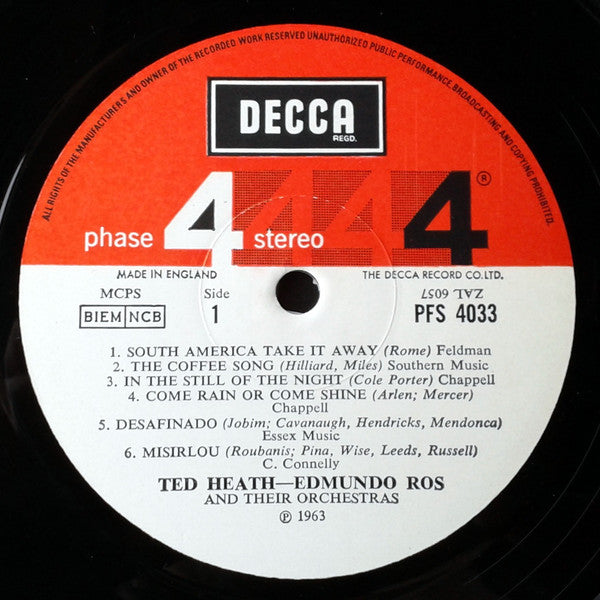 ALL RIGHTS OF THE MANUFACTURERS AND OWNER OF THE RECORDED WORK RESERVED UNAUTHORIZED PUBLIC PERFORMANCE, BROADCASTING AND COPYING PROHIBITED.
DECCA
REGD.
phase 4 stereo 4 4 4 ®
MADE IN ENGLAND THE DECCA RECORD CO. LTD.
MCPS Side ZAL 6057
BIEM NCB 1 PFS 4033
1. SOUTH AMERICA TAKE IT AWAY (Rome) Feldman
2. THE COFFEE SONG (Hilliard, Miles) Southern Music
3. IN THE STILL OF THE NIGHT (Cole Porter) Chappell
4. COME RAIN OR COME SHINE (Arlen; Mercer)
Chappell
5. DESAFINADO (Jobim; Cavanaugh, Hendricks, Mendonca)
Essex Music
6. MISIRLOU (Roubanis; Pina, Wise, Leeds, Russell)
C. Connelly
TED HEATH—EDMUNDO ROS
AND THEIR ORCHESTRAS
℗ 1963